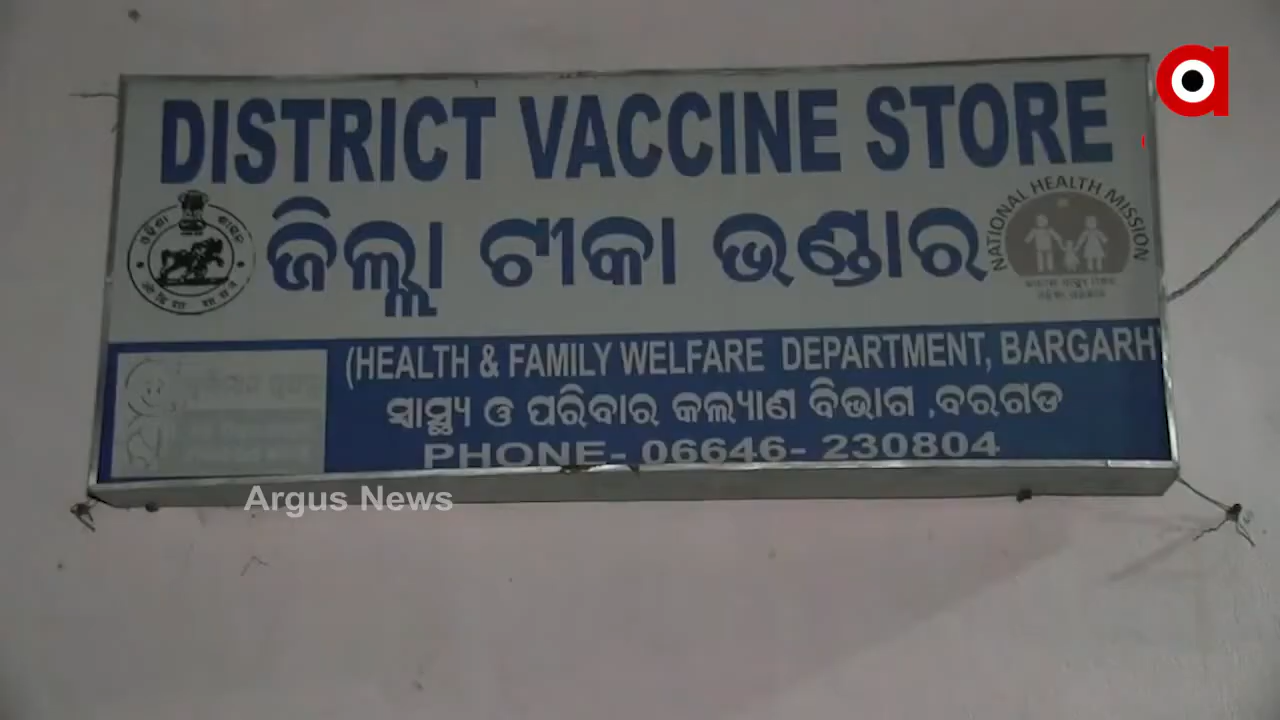 DISTRICT VACCINE STORE
ଜିଲ୍ଲା ଟୀକା ଭଣ୍ଡାର
NATIONAL HEALTH MISSION
(HEALTH & FAMILY WELFARE DEPARTMENT, BARGARH
ସ୍ୱାସ୍ଥ୍ୟ ଓ ପରିବାର କଲ୍ୟାଣ ବିଭାଗ ,ବରଗଡ
PHONE- 06646- 230804
Argus News